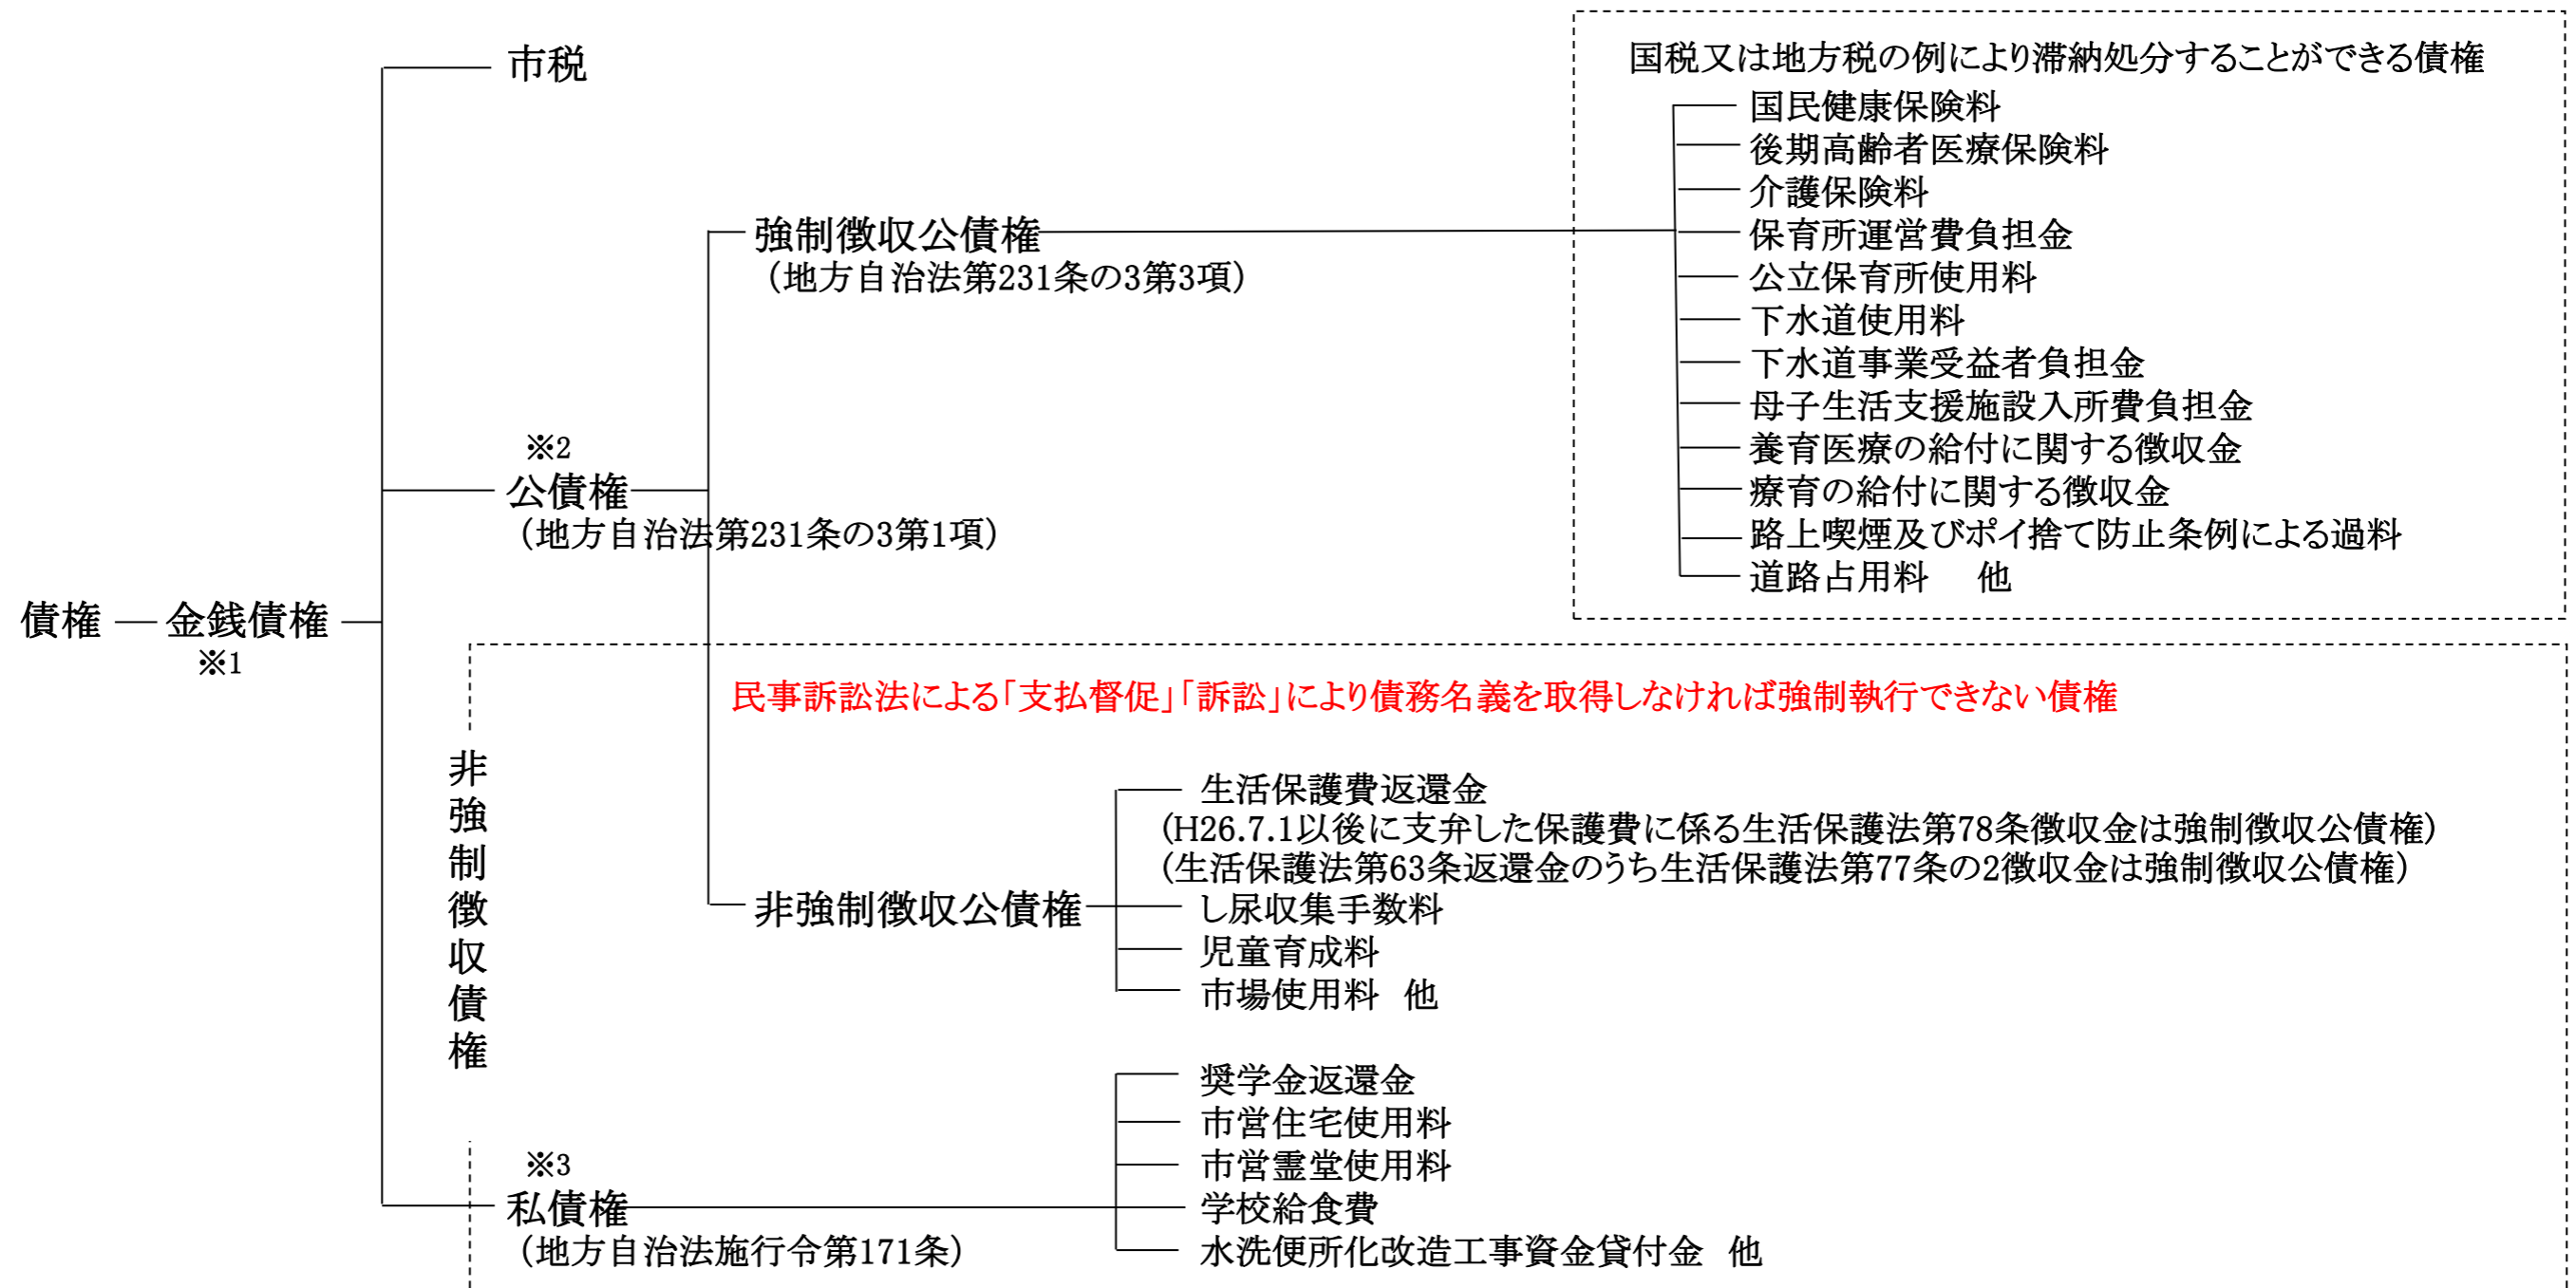 市税
国税又は地方税の例により滞納処分することができる債権
国民健康保険料
後期高齢者医療保険料
介護保険料
保育所運営費負担金
公立保育所使用料
下水道使用料
下水道事業受益者負担金
母子生活支援施設入所費負担金
養育医療の給付に関する徴収金
療育の給付に関する徴収金
路上喫煙及びポイ捨て防止条例による過料
道路占用料　他
強制徴収公債権
（地方自治法第231条の3第3項）
※2
公債権
（地方自治法第231条の3第1項）
債権
金銭債権
※1
民事訴訟法による「支払督促」「訴訟」により債務名義を取得しなければ強制執行できない債権
非強制徴収債権
非強制徴収公債権
生活保護費返還金
（H26.7.1以後に支弁した保護費に係る生活保護法第78条徴収金は強制徴収公債権）
（生活保護法第63条返還金のうち生活保護法第77条の2徴収金は強制徴収公債権）
し尿収集手数料
児童育成料
市場使用料　他
※3
私債権
（地方自治法施行令第171条）
奨学金返還金
市営住宅使用料
市営霊堂使用料
学校給食費
水洗便所化改造工事資金貸付金　他